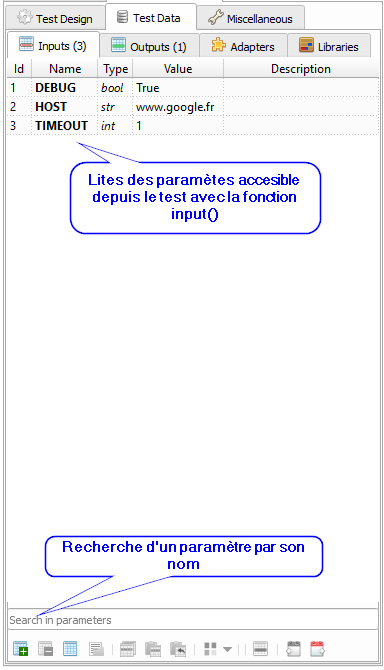 Test Design Test Data Miscellaneous
Inputs (3) Outputs (1) Adapters Libraries
Id Name Type Value Description
1 DEBUG bool True
2 HOST str www.google.fr
3 TIMEOUT int 1
Lites des paramètes accesible
depuis le test avec la fonction
input()
Recherche d'un paramètre par son
nom
Search in parameters